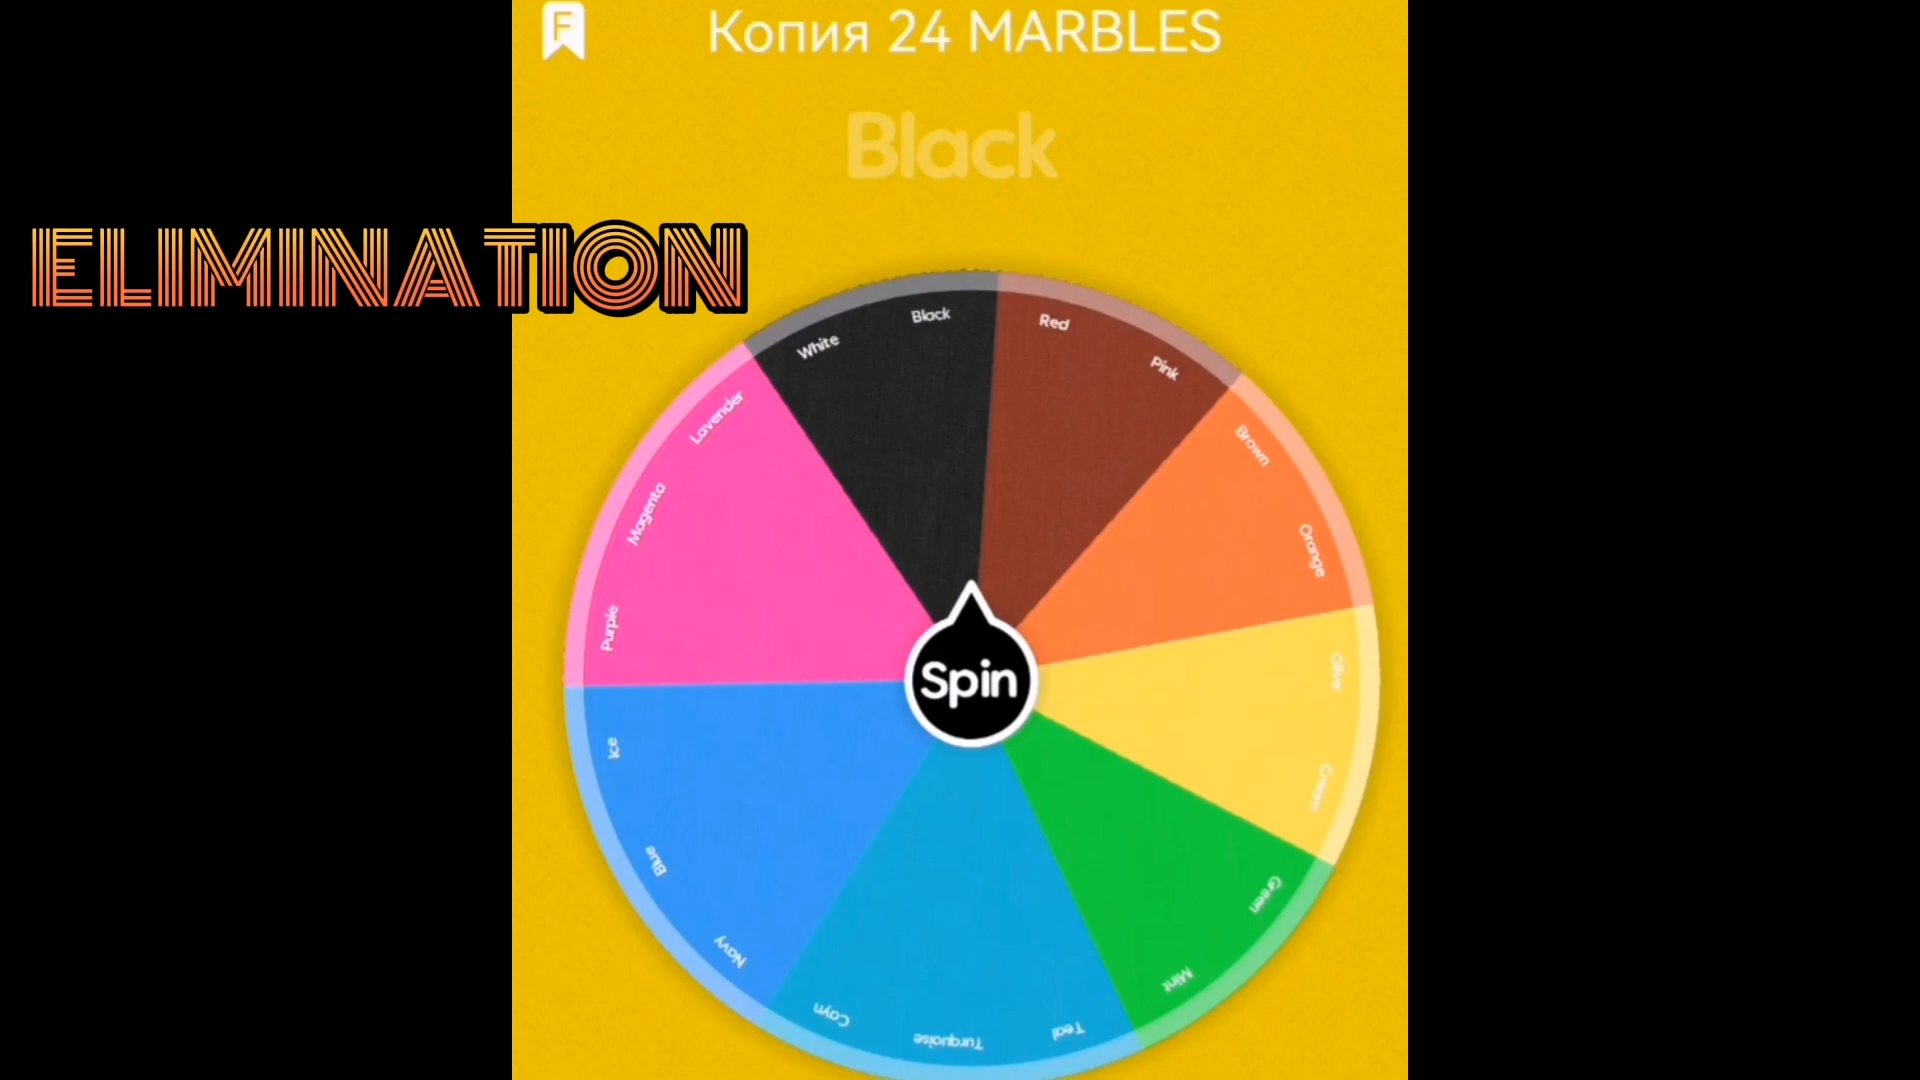 F
Копия 24 MARBLES
Black
ELIMINATION
Black
Red
Pink
Brown
Orange
Olive
Cream
Green
Mint
Teal
Turquoise
Cayn
Navy
Blue
Ice
Purple
Magenta
Lavender
White
Spin